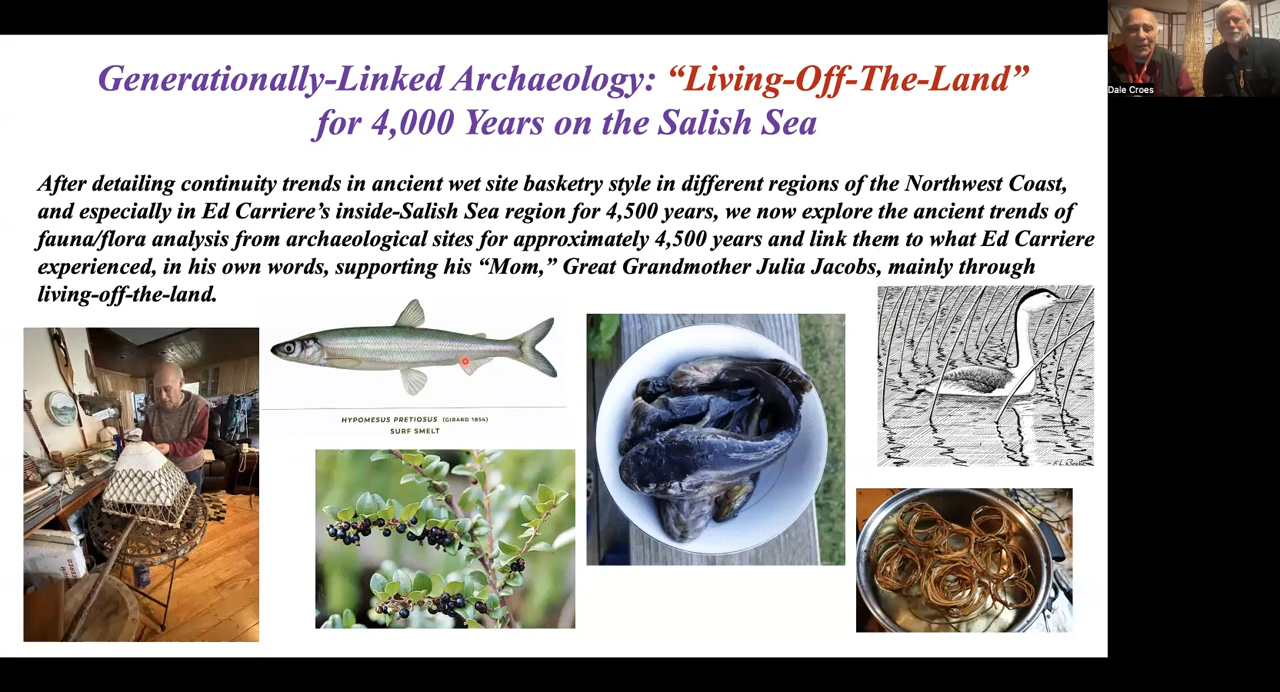 Generationally-Linked Archaeology: “Living-Off-The-Land”
for 4,000 Years on the Salish Sea
Dale Croes
After detailing continuity trends in ancient wet site basketry style in different regions of the Northwest Coast,
and especially in Ed Carriere’s inside-Salish Sea region for 4,500 years, we now explore the ancient trends of
fauna/flora analysis from archaeological sites for approximately 4,500 years and link them to what Ed Carriere
experienced, in his own words, supporting his “Mom,” Great Grandmother Julia Jacobs, mainly through
living-off-the-land.
HYPOMESUS PRETIOSUS (GIRARD 1854)
SURF SMELT